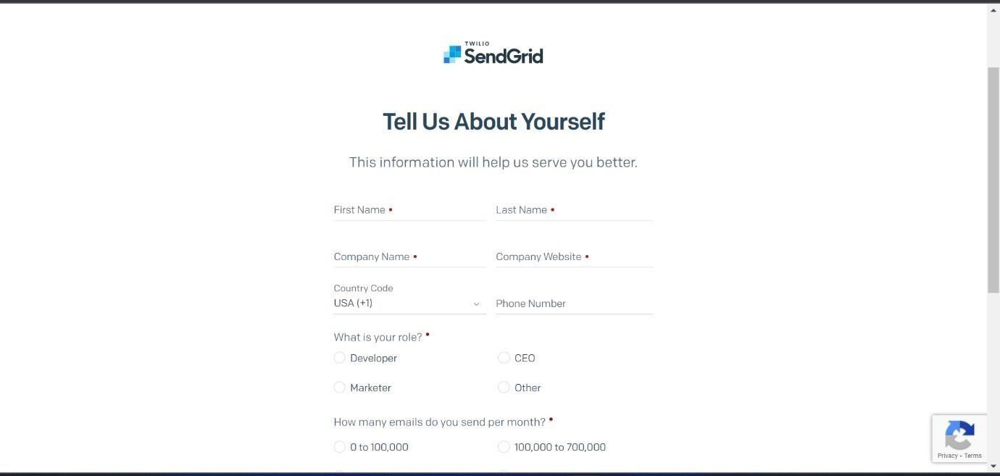 TWILIO
SendGrid
Tell Us About Yourself
This information will help us serve you better.
First Name • Last Name •
Company Name • Company Website •
Country Code
USA (+1) Phone Number
What is your role? •
Developer CEO
Marketer Other
How many emails do you send per month? •
0 to 100,000 100,000 to 700,000
Privacy - Terms